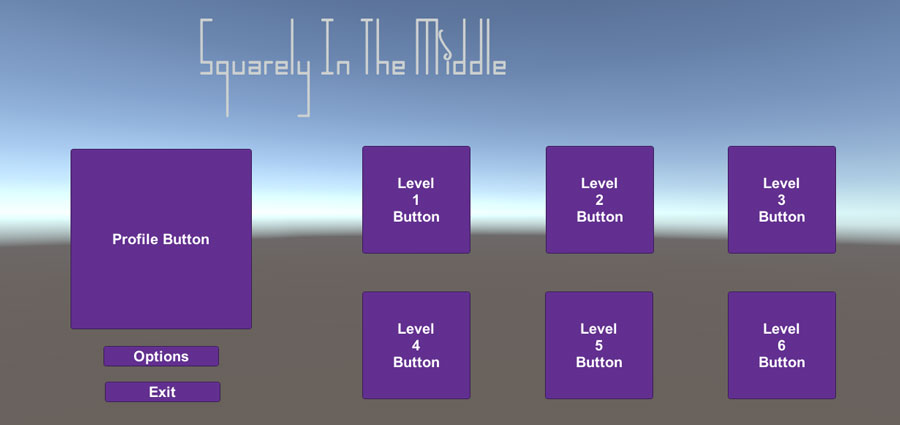 Squarely In The Middle
Profile Button
Options
Exit
Level
1
Button
Level
2
Button
Level
3
Button
Level
4
Button
Level
5
Button
Level
6
Button